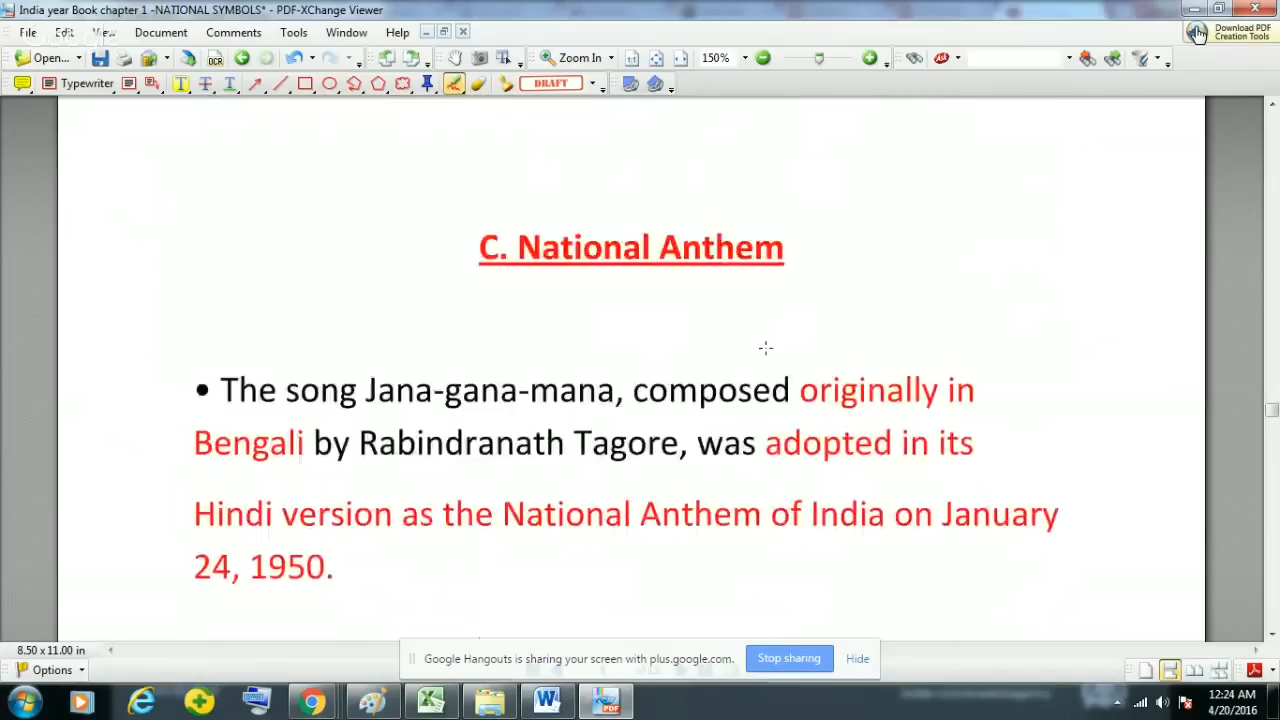 India year Book chapter 1 -NATIONAL SYMBOLS* - PDF-XChange Viewer
File Edit View Document Comments Tools Window Help
Download PDF
Creation Tools
Open... OCR Zoom In 150%
Typewriter DRAFT
C. National Anthem
• The song Jana-gana-mana, composed originally in
Bengali by Rabindranath Tagore, was adopted in its
Hindi version as the National Anthem of India on January
24, 1950.
8.50 x 11.00 in
Google Hangouts is sharing your screen with plus.google.com. Stop sharing Hide
Options
12:24 AM
4/20/2016